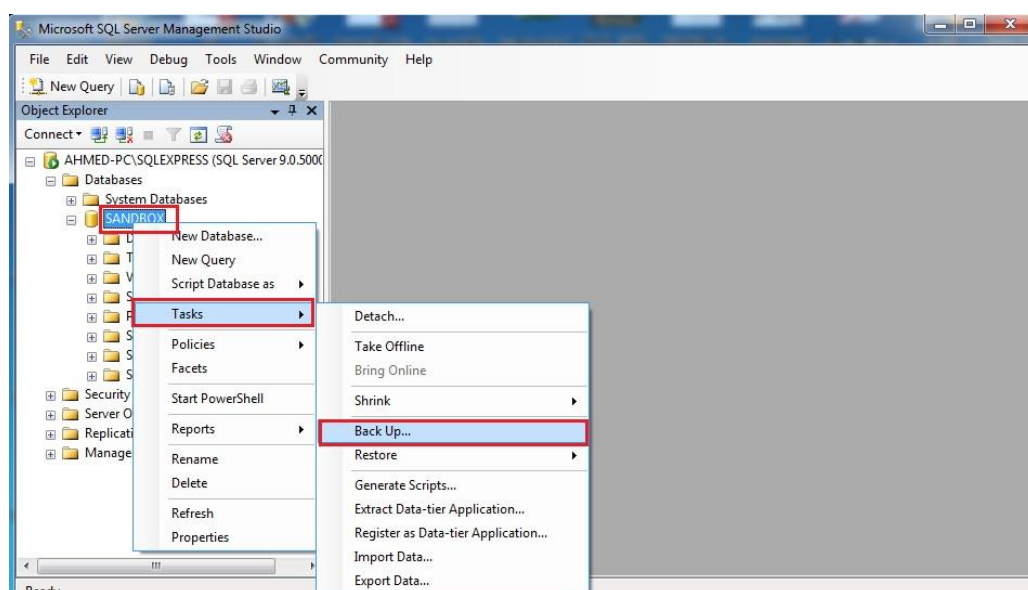 Microsoft SQL Server Management Studio
File Edit View Debug Tools Window Community Help
New Query
Object Explorer
Connect
AHMED-PC\SQLEXPRESS (SQL Server 9.0.5000
Databases
System Databases
SANDBOX
New Database...
New Query
Script Database as
Tasks
Policies
Facets
Start PowerShell
Reports
Rename
Delete
Refresh
Properties
D
T
V
S
P
S
S
S
Security
Server O
Replicati
Manage
Detach...
Take Offline
Bring Online
Shrink
Back Up...
Restore
Generate Scripts...
Extract Data-tier Application...
Register as Data-tier Application...
Import Data...
Export Data...